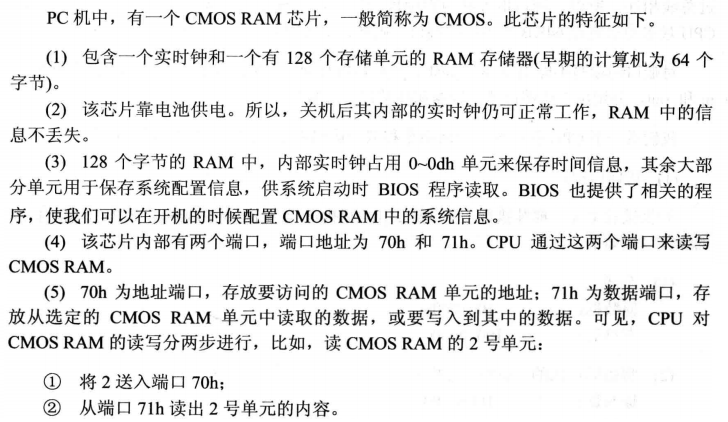 PC 机中，有一个 CMOS RAM 芯片，一般简称为 CMOS。此芯片的特征如下。
(1) 包含一个实时钟和一个有 128 个存储单元的 RAM 存储器(早期的计算机为 64 个
字节)。
(2) 该芯片靠电池供电。所以，关机后其内部的实时钟仍可正常工作，RAM 中的信
息不丢失。
(3) 128 个字节的 RAM 中，内部实时钟占用 0~0dh 单元来保存时间信息，其余大部
分单元用于保存系统配置信息，供系统启动时 BIOS 程序读取。BIOS 也提供了相关的程
序，使我们可以在开机的时候配置 CMOS RAM 中的系统信息。
(4) 该芯片内部有两个端口，端口地址为 70h 和 71h。CPU 通过这两个端口来读写
CMOS RAM。
(5) 70h 为地址端口，存放要访问的 CMOS RAM 单元的地址；71h 为数据端口，存
放从选定的 CMOS RAM 单元中读取的数据，或要写入到其中的数据。可见，CPU 对
CMOS RAM 的读写分两步进行，比如，读 CMOS RAM 的 2 号单元：
① 将 2 送入端口 70h；
② 从端口 71h 读出 2 号单元的内容。